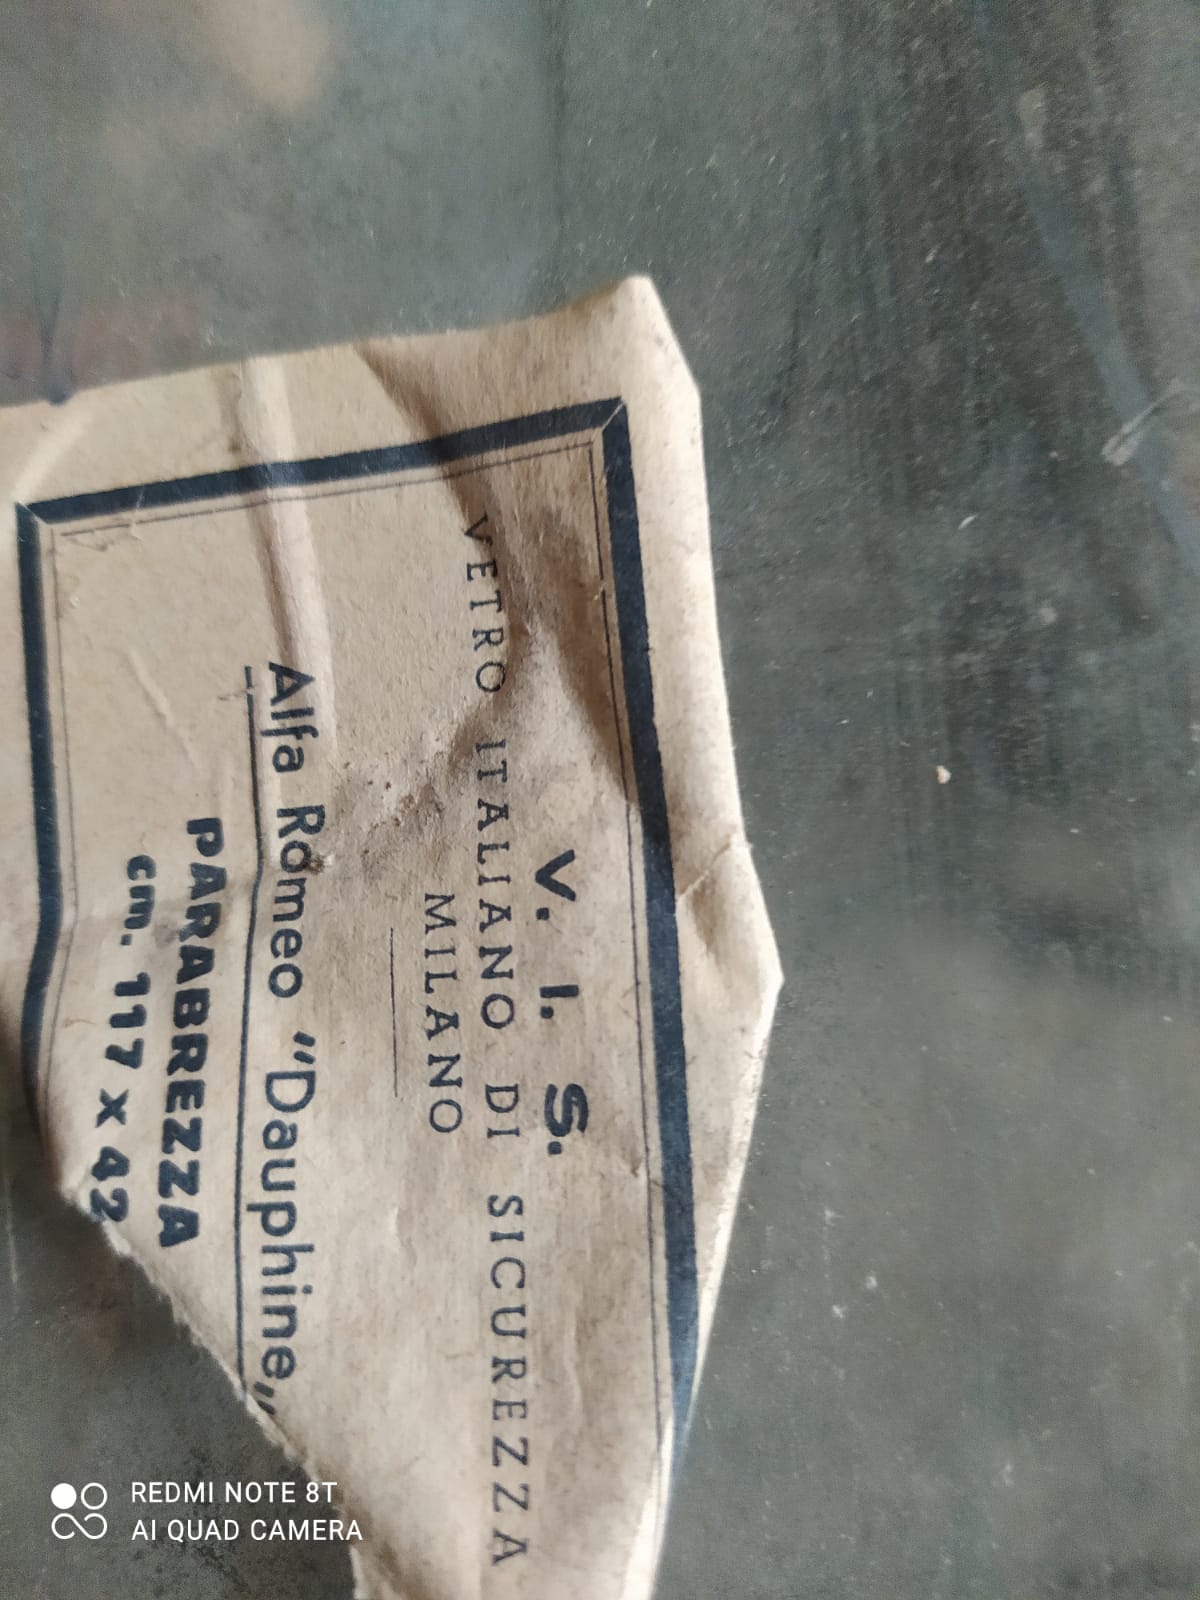 V. I. S.
VETRO ITALIANO DI SICUREZZA
MILANO
Alfa Romeo "Dauphine„
PARABREZZA
cm. 117 x 42
REDMI NOTE 8T
AI QUAD CAMERA